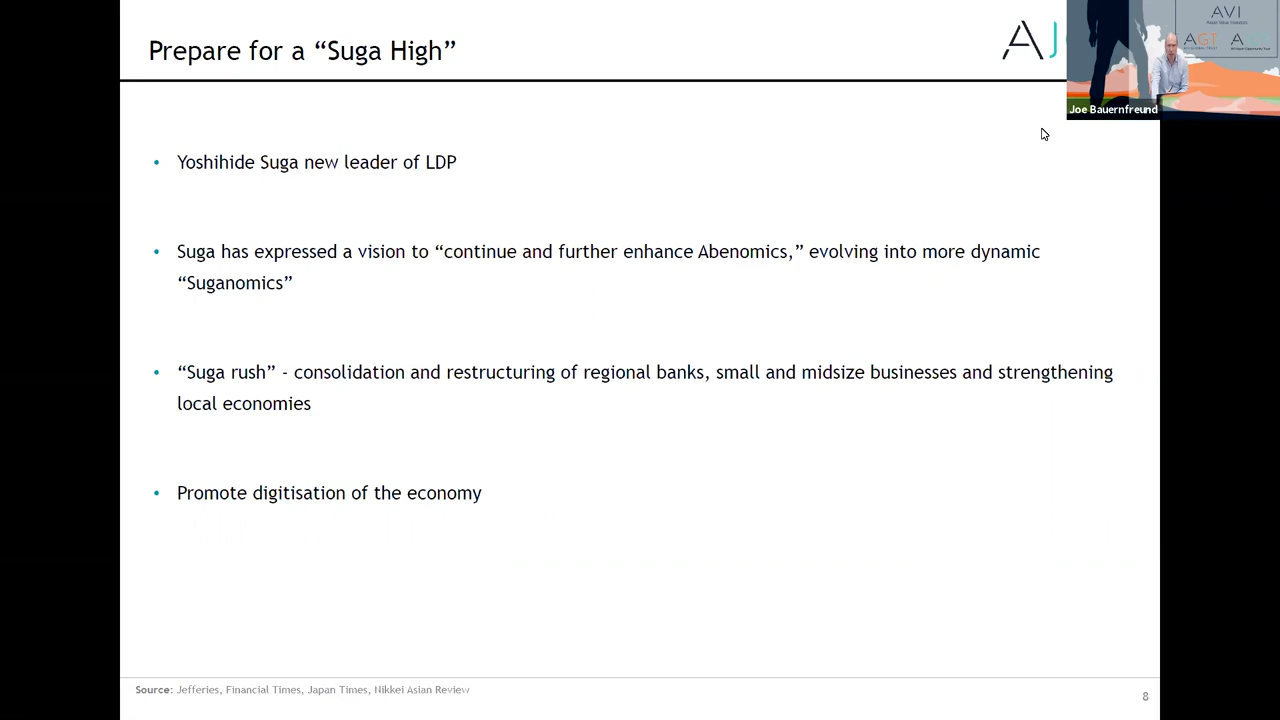 Prepare for a “Suga High”
AJ
AVI
AGT
Joe Bauernfreund
• Yoshihide Suga new leader of LDP
• Suga has expressed a vision to “continue and further enhance Abenomics,” evolving into more dynamic
“Suganomics”
• “Suga rush” - consolidation and restructuring of regional banks, small and midsize businesses and strengthening
local economies
• Promote digitisation of the economy
Source: Jefferies, Financial Times, Japan Times, Nikkei Asian Review
8